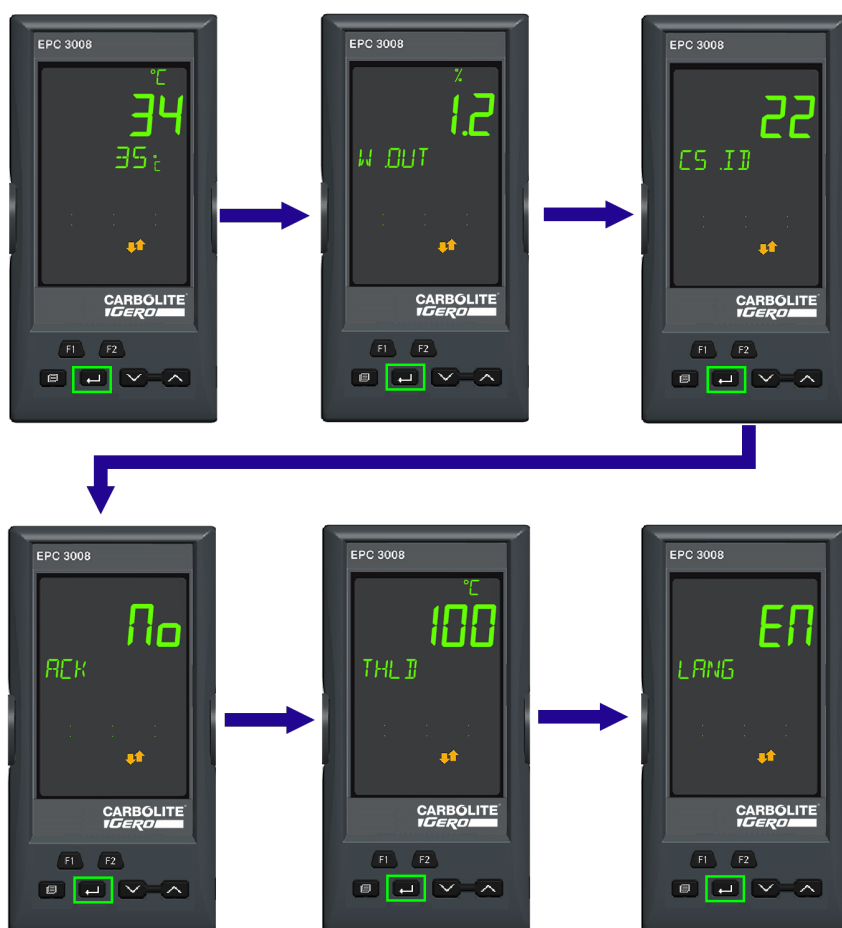 EPC 3008
°C
34
35 °C
CARBOLITE
GERO
F1 F2
EPC 3008
%
1.2
W.OUT
CARBOLITE
GERO
F1 F2
EPC 3008
22
CS.ID
CARBOLITE
GERO
F1 F2
EPC 3008
No
ACK
CARBOLITE
GERO
F1 F2
EPC 3008
°C
100
THLD
CARBOLITE
GERO
F1 F2
EPC 3008
EN
LANG
CARBOLITE
GERO
F1 F2